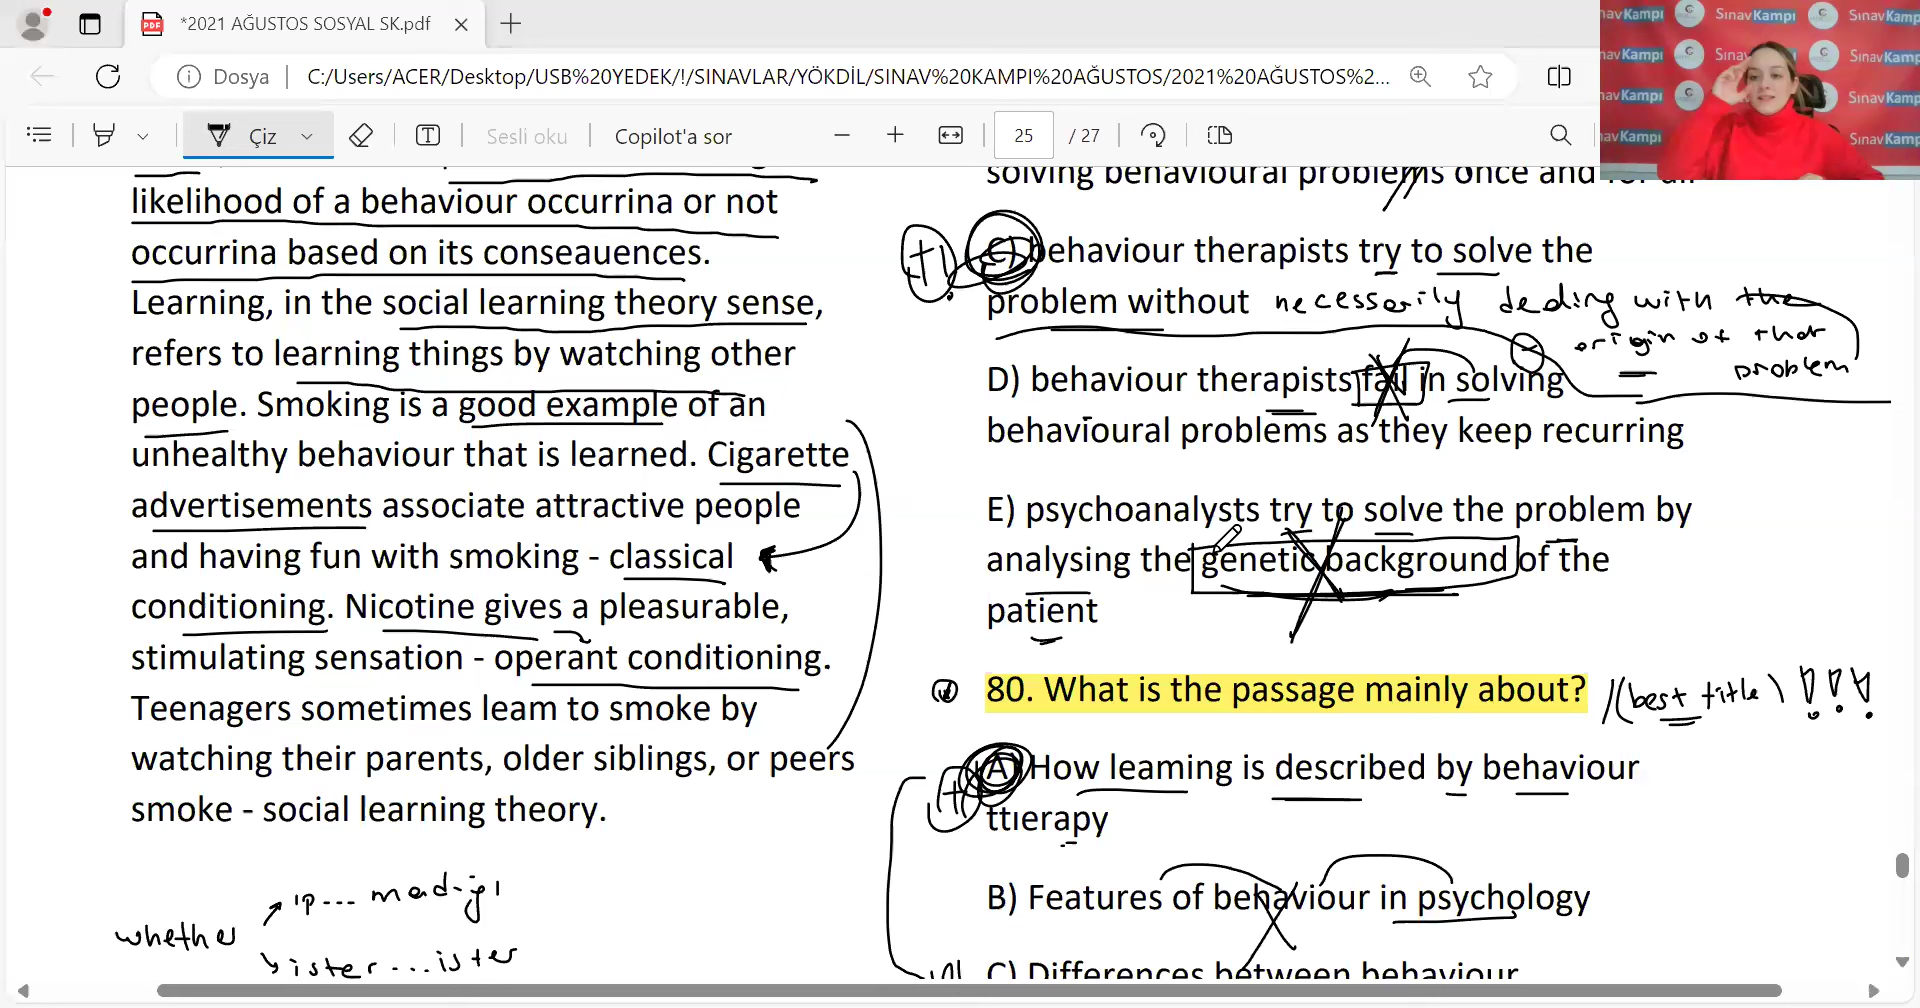 *2021 AĞUSTOS SOSYAL SK.pdf
Dosya
C:/Users/ACER/Desktop/USB%20YEDEK/!/SINAVLAR/YÖKDİL/SINAV%20KAMPI%20AĞUSTOS/2021%20AĞUSTOS%2...
Çiz
Sesli oku
Copilot'a sor
25
/ 27
SınavKampı
likelihood of a behaviour occurrina or not
occurrina based on its conseauences.
Learning, in the social learning theory sense,
refers to learning things by watching other
people. Smoking is a good example of an
unhealthy behaviour that is learned. Cigarette
advertisements associate attractive people
and having fun with smoking - classical
conditioning. Nicotine gives a pleasurable,
stimulating sensation - operant conditioning.
Teenagers sometimes leam to smoke by
watching their parents, older siblings, or peers
smoke - social learning theory.
whether
ister...ister
solving behavioural problems once and for all
C) behaviour therapists try to solve the
problem without necessarily dealing with the
origin of that
problem
D) behaviour therapists fail in solving
behavioural problems as they keep recurring
E) psychoanalysts try to solve the problem by
analysing the genetic background of the
patient
80. What is the passage mainly about? /(best title) !!!
A) How leaming is described by behaviour
ttıerapy
B) Features of behaviour in psychology
C) Differences between behaviour